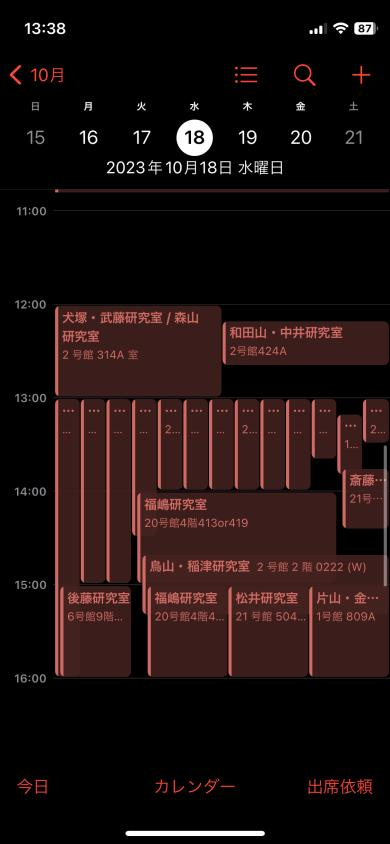 13:38
87
10月
日 月 火 水 木 金 土
15 16 17 18 19 20 21
2023年10月18日 水曜日
11:00
12:00
犬塚・武藤研究室 / 森山
研究室
2 号館 314A 室
和田山・中井研究室
2号館424A
13:00
… … … … … … … … … … … …
… … … … 2… … … 2… … … … 2…
…
1…
斎藤…
21号…
14:00
福嶋研究室
20号館4階413or419
鳥山・稲津研究室 2 号館 2 階 0222 (W)
15:00
後藤研究室
6号館9階…
福嶋研究室
20号館4階4…
松井研究室
21 号館 504…
片山・金…
1号館 809A
16:00
今日
カレンダー
出席依頼